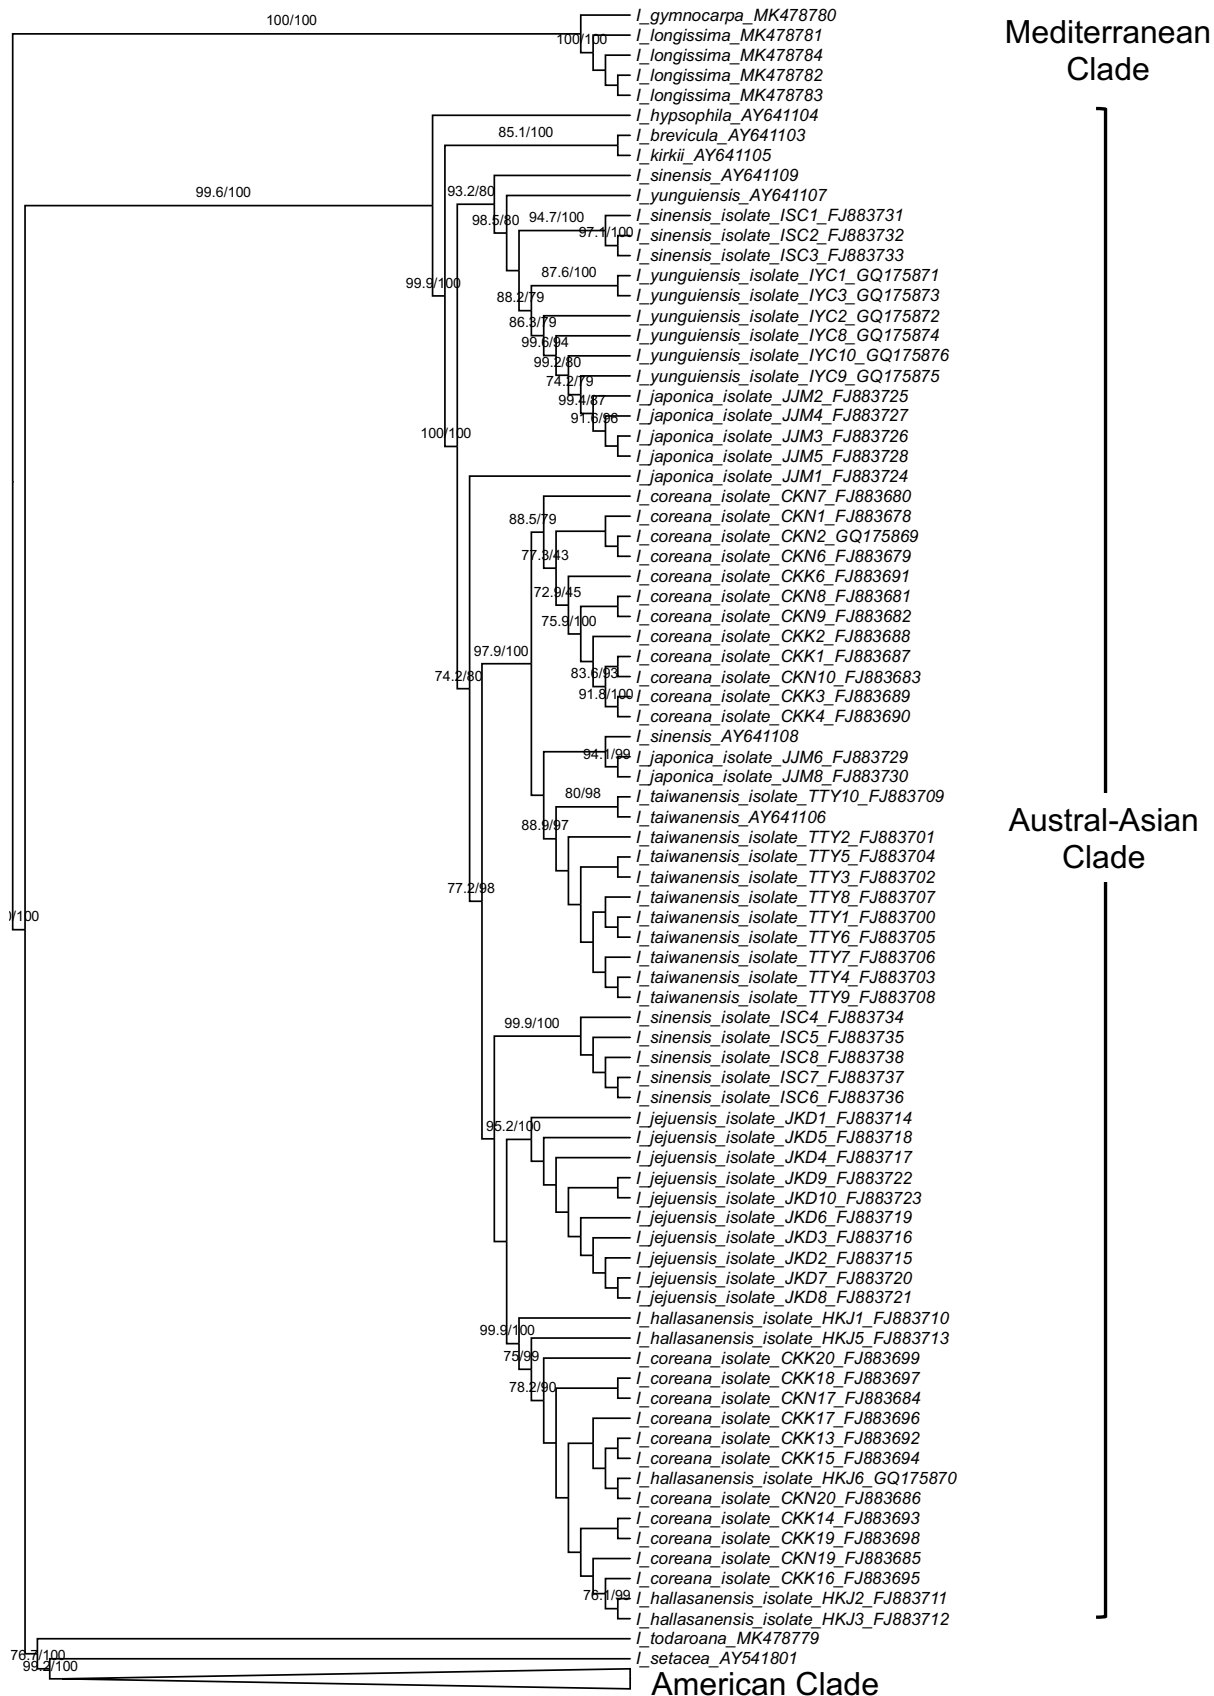 100/100
I_gymnocarpa_MK478780
100/100
I_longissima_MK478781
I_longissima_MK478784
I_longissima_MK478782
I_longissima_MK478783
Mediterranean
Clade
I_hypsophila_AY641104
85.1/100
I_brevicula_AY641103
I_kirkii_AY641105
99.6/100
93.2/80
I_sinensis_AY641109
I_yunguiensis_AY641107
98.5/80
94.7/100
I_sinensis_isolate_ISC1_FJ883731
97.1/100
I_sinensis_isolate_ISC2_FJ883732
I_sinensis_isolate_ISC3_FJ883733
99.9/100
87.6/100
I_yunguiensis_isolate_IYC1_GQ175871
88.2/79
I_yunguiensis_isolate_IYC3_GQ175873
86.3/79
I_yunguiensis_isolate_IYC2_GQ175872
99.6/94
I_yunguiensis_isolate_IYC8_GQ175874
99.2/80
I_yunguiensis_isolate_IYC10_GQ175876
74.2/79
I_yunguiensis_isolate_IYC9_GQ175875
99.4/87
I_japonica_isolate_JJM2_FJ883725
91.6/96
I_japonica_isolate_JJM4_FJ883727
I_japonica_isolate_JJM3_FJ883726
I_japonica_isolate_JJM5_FJ883728
100/100
I_japonica_isolate_JJM1_FJ883724
I_coreana_isolate_CKN7_FJ883680
88.5/79
I_coreana_isolate_CKN1_FJ883678
I_coreana_isolate_CKN2_GQ175869
77.3/43
I_coreana_isolate_CKN6_FJ883679
I_coreana_isolate_CKK6_FJ883691
72.9/45
I_coreana_isolate_CKN8_FJ883681
75.9/100
I_coreana_isolate_CKN9_FJ883682
I_coreana_isolate_CKK2_FJ883688
97.9/100
I_coreana_isolate_CKK1_FJ883687
74.2/80
83.6/93
I_coreana_isolate_CKN10_FJ883683
91.8/100
I_coreana_isolate_CKK3_FJ883689
I_coreana_isolate_CKK4_FJ883690
I_sinensis_AY641108
94.1/99
I_japonica_isolate_JJM6_FJ883729
I_japonica_isolate_JJM8_FJ883730
80/98
I_taiwanensis_isolate_TTY10_FJ883709
I_taiwanensis_AY641106
88.9/97
I_taiwanensis_isolate_TTY2_FJ883701
I_taiwanensis_isolate_TTY5_FJ883704
I_taiwanensis_isolate_TTY3_FJ883702
Austral-Asian
Clade
77.2/98
I_taiwanensis_isolate_TTY8_FJ883707
I_taiwanensis_isolate_TTY1_FJ883700
/100
I_taiwanensis_isolate_TTY6_FJ883705
I_taiwanensis_isolate_TTY7_FJ883706
I_taiwanensis_isolate_TTY4_FJ883703
I_taiwanensis_isolate_TTY9_FJ883708
99.9/100
I_sinensis_isolate_ISC4_FJ883734
I_sinensis_isolate_ISC5_FJ883735
I_sinensis_isolate_ISC8_FJ883738
I_sinensis_isolate_ISC7_FJ883737
I_sinensis_isolate_ISC6_FJ883736
95.2/100
I_jejuensis_isolate_JKD1_FJ883714
I_jejuensis_isolate_JKD5_FJ883718
I_jejuensis_isolate_JKD4_FJ883717
I_jejuensis_isolate_JKD9_FJ883722
I_jejuensis_isolate_JKD10_FJ883723
I_jejuensis_isolate_JKD6_FJ883719
I_jejuensis_isolate_JKD3_FJ883716
I_jejuensis_isolate_JKD2_FJ883715
I_jejuensis_isolate_JKD7_FJ883720
I_jejuensis_isolate_JKD8_FJ883721
99.9/100
I_hallasanensis_isolate_HKJ1_FJ883710
75/99
I_hallasanensis_isolate_HKJ5_FJ883713
I_coreana_isolate_CKK20_FJ883699
78.2/90
I_coreana_isolate_CKK18_FJ883697
I_coreana_isolate_CKN17_FJ883684
I_coreana_isolate_CKK17_FJ883696
I_coreana_isolate_CKK13_FJ883692
I_coreana_isolate_CKK15_FJ883694
I_hallasanensis_isolate_HKJ6_GQ175870
I_coreana_isolate_CKN20_FJ883686
I_coreana_isolate_CKK14_FJ883693
I_coreana_isolate_CKK19_FJ883698
I_coreana_isolate_CKN19_FJ883685
I_coreana_isolate_CKK16_FJ883695
76.1/99
I_hallasanensis_isolate_HKJ2_FJ883711
I_hallasanensis_isolate_HKJ3_FJ883712
76.7/100
I_todaroana_MK478779
99.2/100
I_setacea_AY541801
American Clade